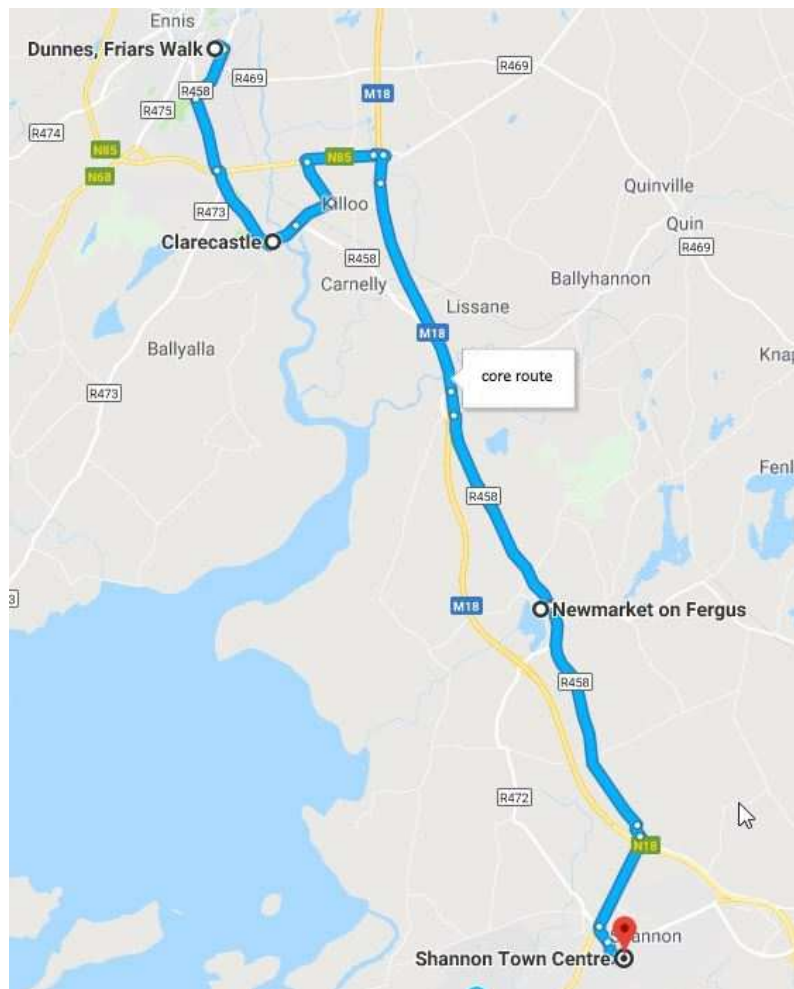 Ennis
Dunnes, Friars Walk
R469
R469
R458
M18
R475
R474
N85
N85
N68
Quinville
Killoo
R473
Quin
Clarecastle
R469
R458
Carnelly
Ballyhannon
Lissane
M18
Ballyalla
core route
R473
R458
3
M18
Newmarket on Fergus
R458
R472
N18
Shannon Town Centre